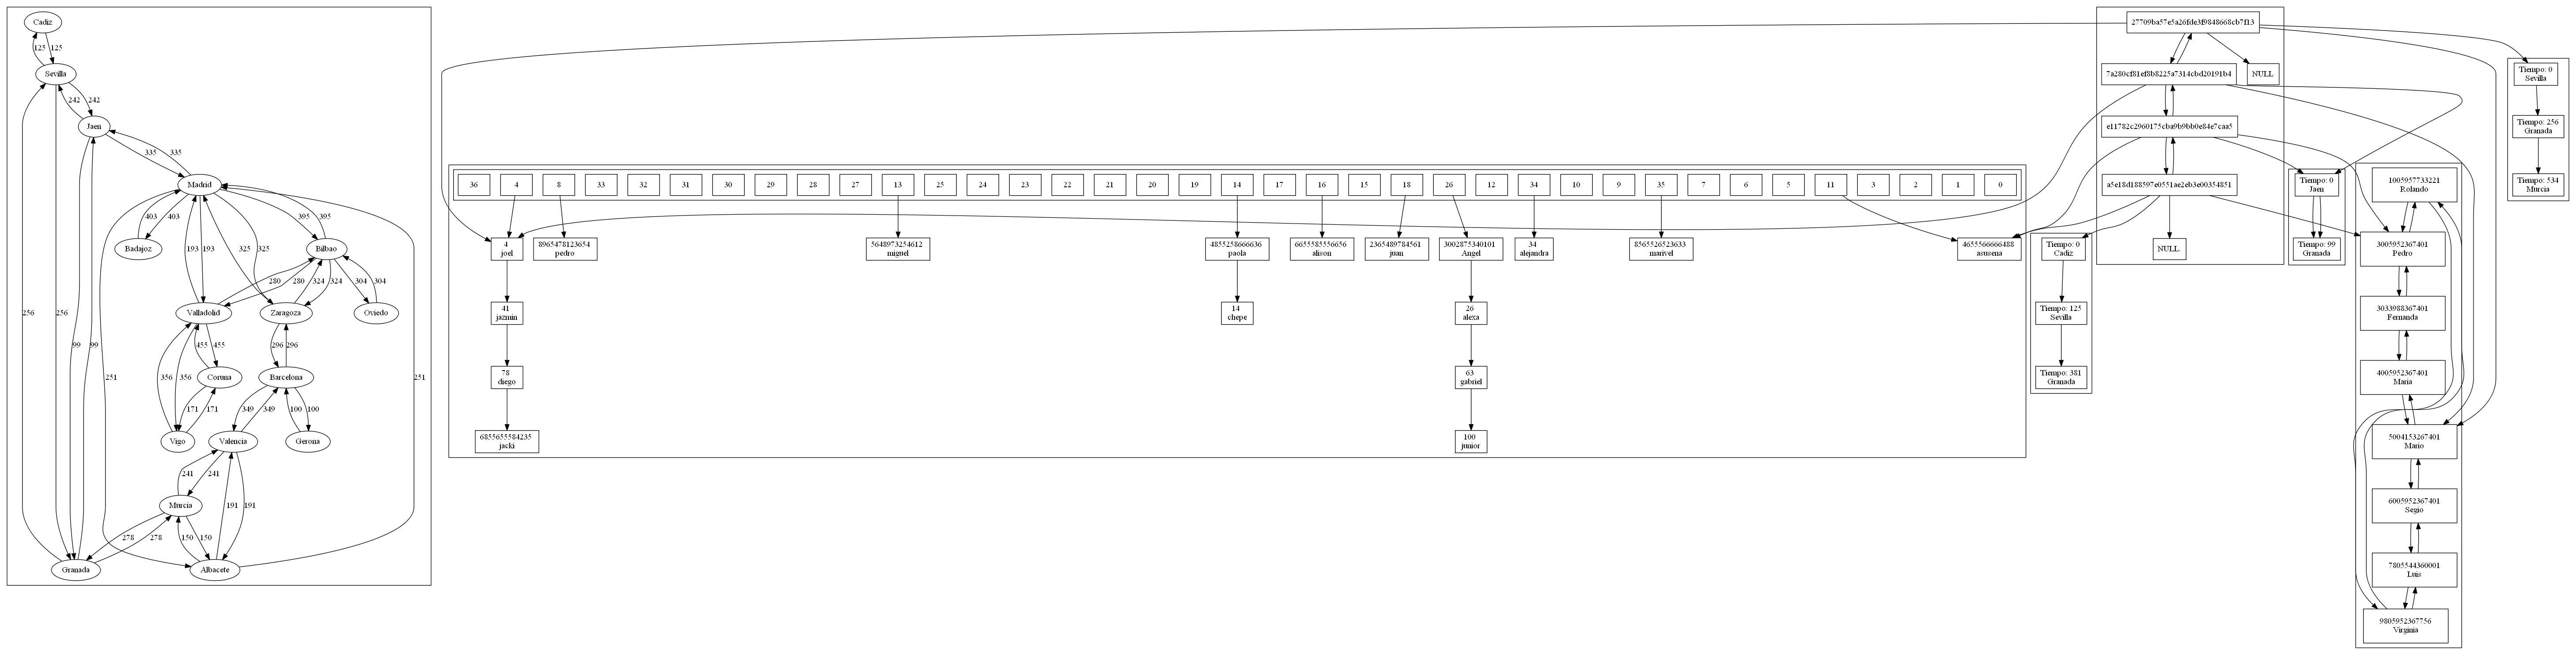 Cadiz
125
125
Sevilla
242
242
Jaen
335
335
Madrid
403
403
395
395
Badajoz
193
193
325
325
Bilbao
280
280
324
324
304
304
256
256
Valladolid
Zaragoza
Oviedo
99
99
455
455
296
296
251
251
356
356
Coruna
Barcelona
171
171
349
349
100
100
Vigo
Valencia
Gerona
241
241
191
191
Murcia
278
278
150
150
Granada
Albacete
36
4
8
33
32
31
30
29
28
27
13
25
24
23
22
21
20
19
14
17
16
15
18
26
12
34
10
9
35
7
6
5
11
3
2
1
0
4
joel
8965478123654
pedro
5648973254612
miguel
4855258666636
paola
6655585556656
alison
2365489784561
juan
3002875340101
Angel
34
alejandra
8565526523633
marivel
4655566666488
asusena
41
jazmin
14
chepe
26
alexa
78
diego
63
gabriel
6855655584235
jacki
100
junior
27709ba57e5a26fde3f9848668cb7f13
7a280cf81ef8b8225a7314cbd20191b4
NULL
e11782c2960175cba9b9bb0e84e7caa5
a5e18d188597e0551ae2eb3e00354851
NULL
Tiempo: 0
Cadiz
Tiempo: 125
Sevilla
Tiempo: 381
Granada
Tiempo: 0
Jaen
Tiempo: 99
Granada
1005957733221
Rolando
3005952367401
Pedro
3033988367401
Fernanda
4005952367401
Maria
5004153267401
Mario
6005952367401
Segio
7805544360001
Luis
9805952367756
Virginia
Tiempo: 0
Sevilla
Tiempo: 256
Granada
Tiempo: 534
Murcia